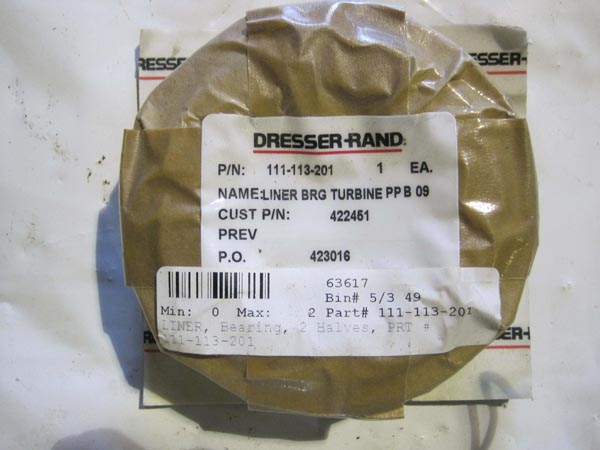 RESSER-R
ESSER-
DRESSER-RAND
P/N: 111-113-201 1 EA.
NAME:LINER BRG TURBINE PP B 09
CUST P/N: 422451
PREV
P.O. 423016
63617
Bin# 5/3 49
Min: 0 Max: 2 Part# 111-113-201
LINER, Bearing, 2 Halves, PRT #
111-113-201